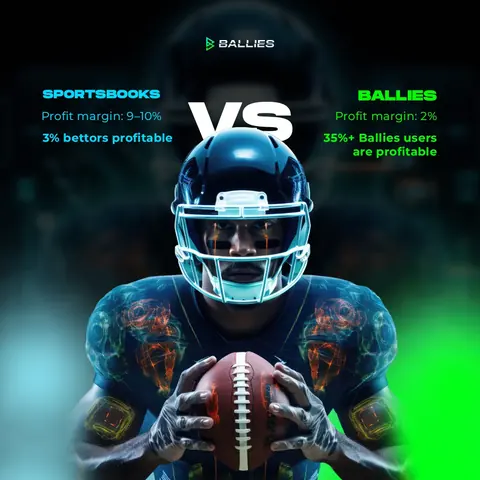 BALLIES
SPORTSBOOKS
Profit margin: 9–10%
3% bettors profitable
VS
BALLIES
Profit margin: 2%
35%+ Ballies users
are profitable